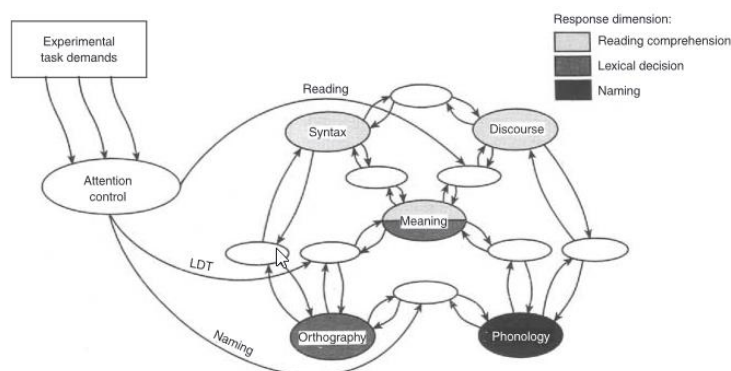 Response dimension:
Reading comprehension
Lexical decision
Naming
Experimental
task demands
Reading
Syntax
Discourse
Attention
control
Meaning
LDT
Naming
Orthography
Phonology